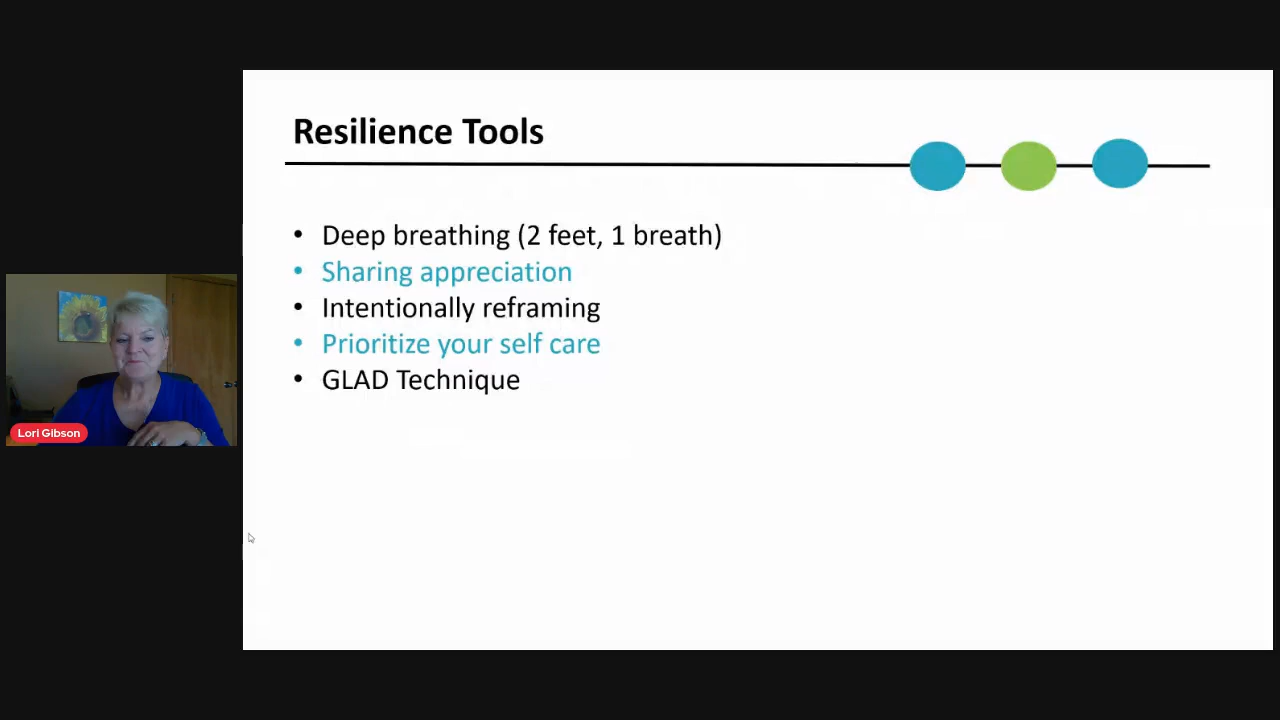 Resilience Tools
• Deep breathing (2 feet, 1 breath)
• Sharing appreciation
• Intentionally reframing
• Prioritize your self care
• GLAD Technique
Lori Gibson